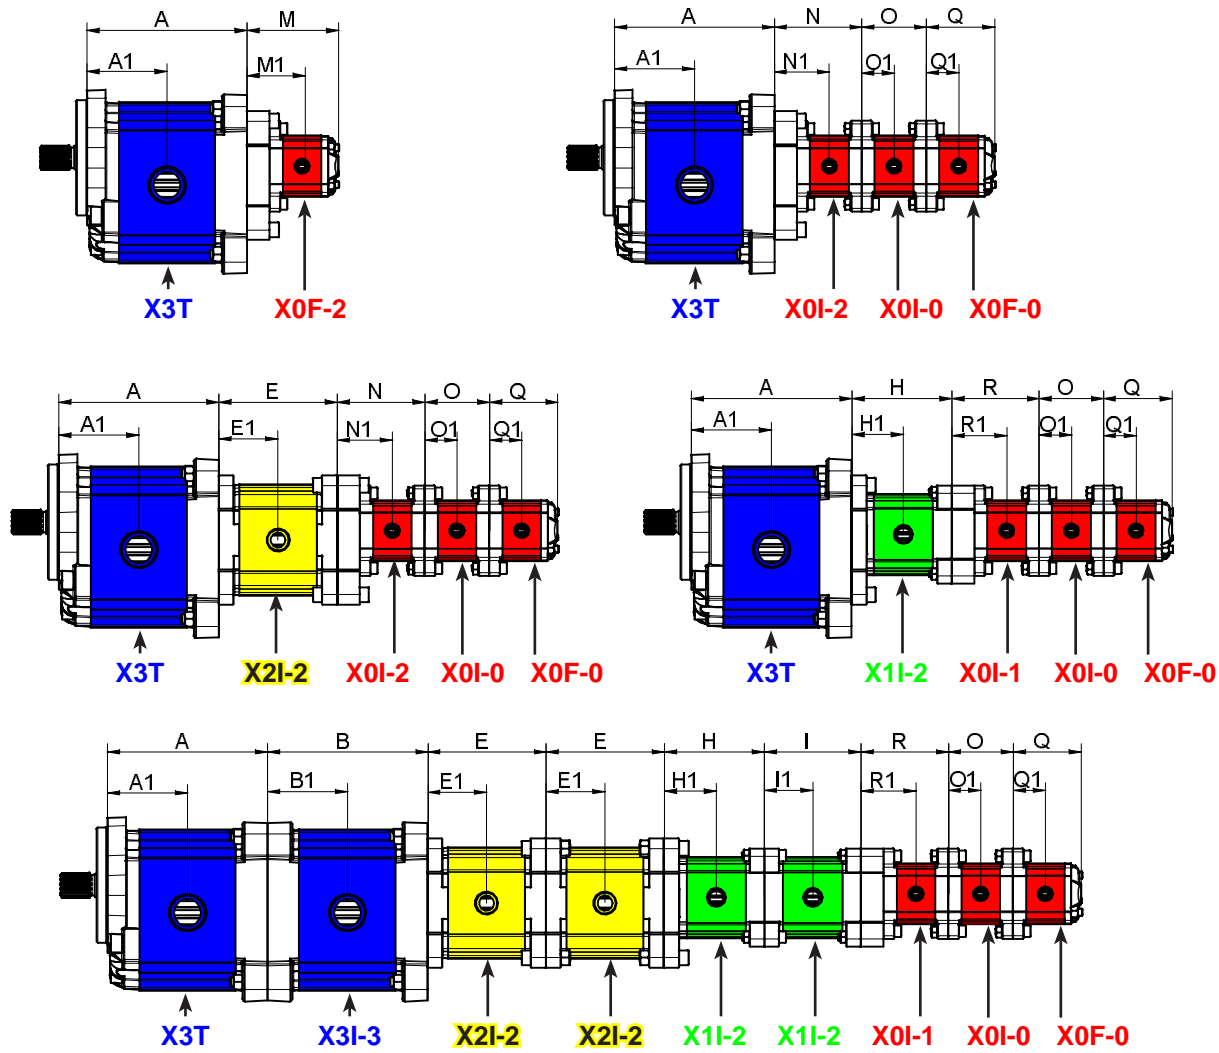 A M
A1 M1
X3T X0F-2
A N O Q
A1 N1 O1 Q1
X3T X0I-2 X0I-0 X0F-0
A E N O Q
A1 E1 N1 O1 Q1
X3T X2I-2 X0I-2 X0I-0 X0F-0
A H R O Q
A1 H1 R1 O1 Q1
X3T X1I-2 X0I-1 X0I-0 X0F-0
A B E E H I R O Q
A1 B1 E1 E1 H1 I1 R1 O1 Q1
X3T X3I-3 X2I-2 X2I-2 X1I-2 X1I-2 X0I-1 X0I-0 X0F-0